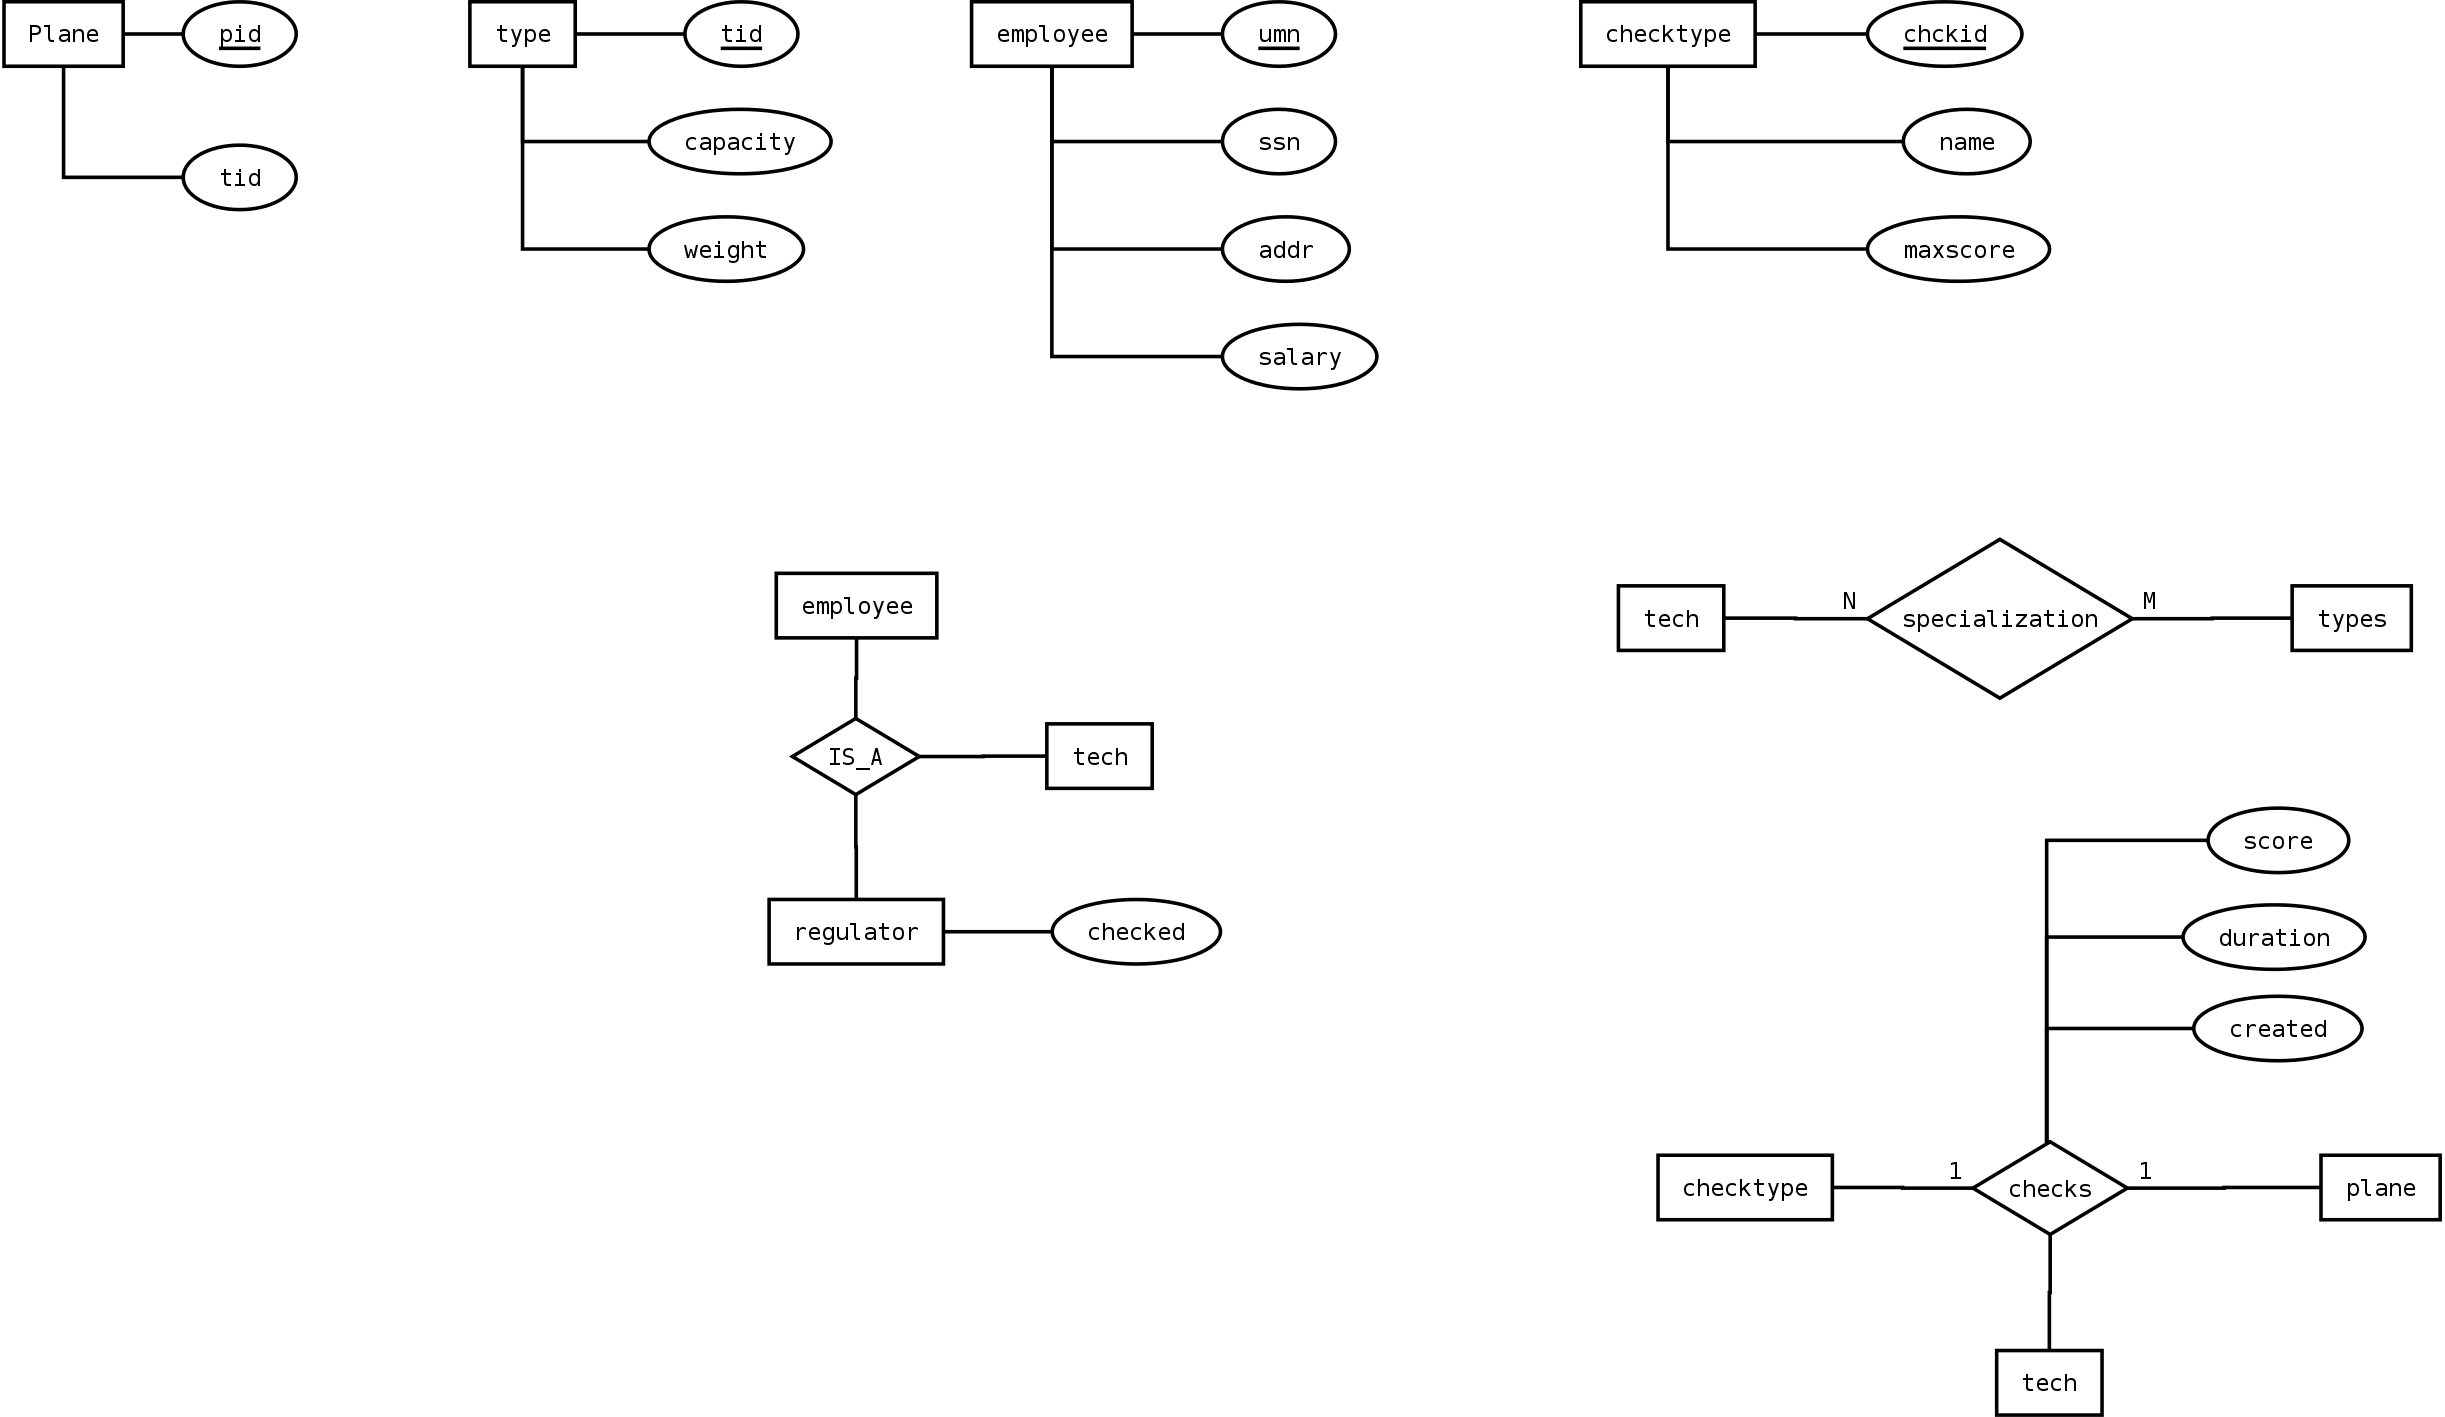 Plane
pid
tid
type
tid
capacity
weight
employee
umn
ssn
addr
salary
checktype
chckid
name
maxscore
employee
IS_A
tech
regulator
checked
tech
N
specialization
M
types
score
duration
created
checktype
1
checks
1
plane
tech